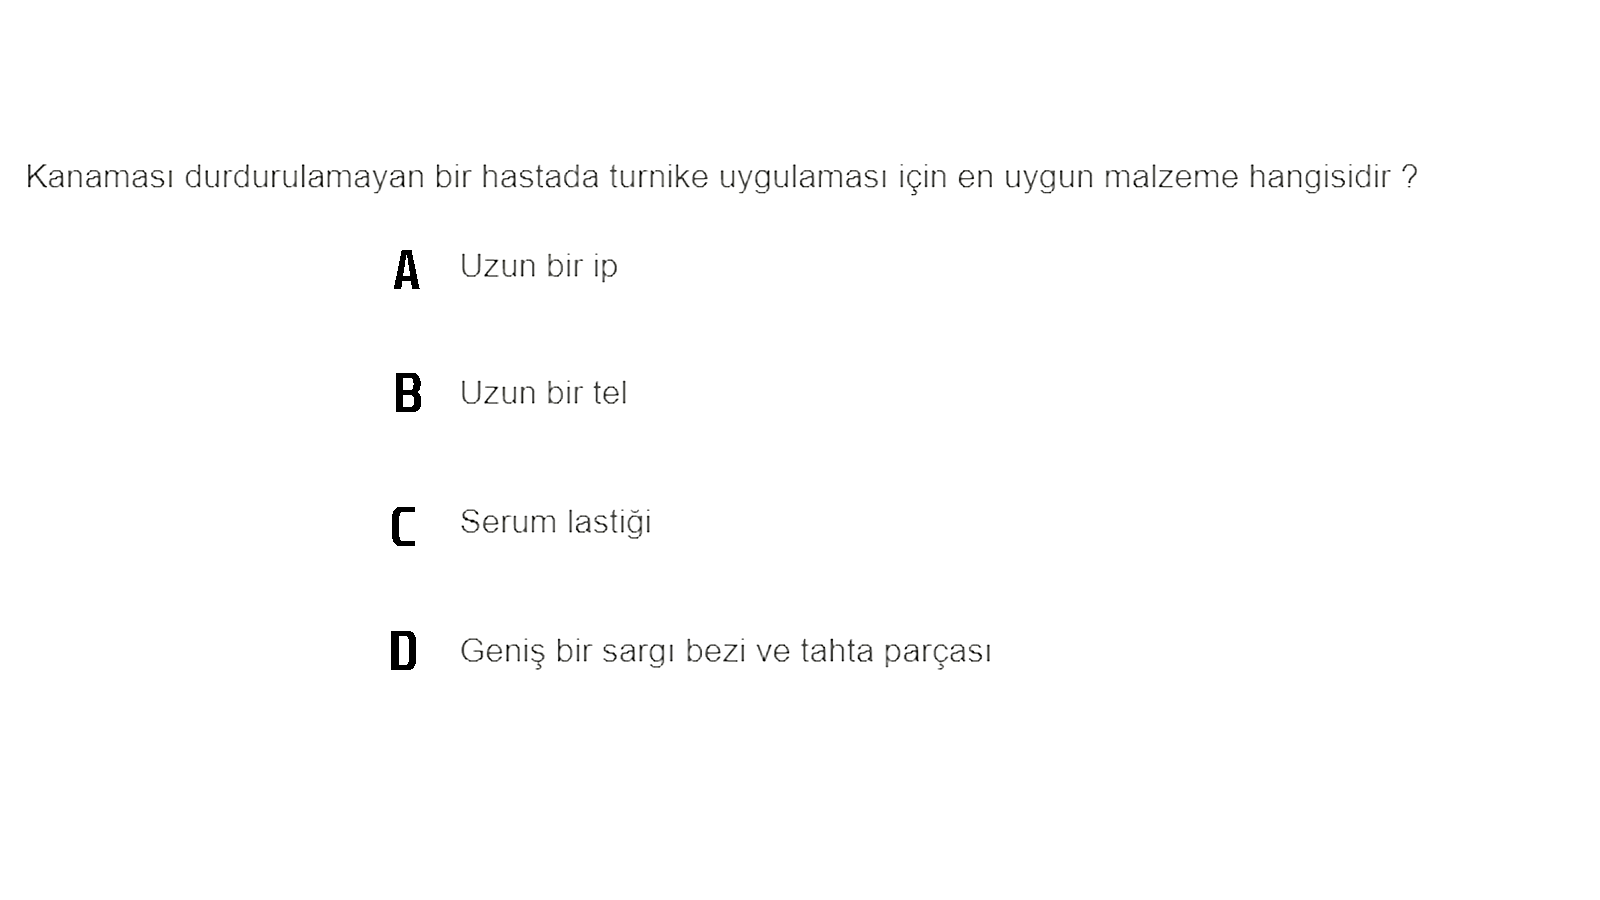 Kanaması durdurulamayan bir hastada turnike uygulaması için en uygun malzeme hangisidir ?
A Uzun bir ip
B Uzun bir tel
C Serum lastiği
D Geniş bir sargı bezi ve tahta parçası